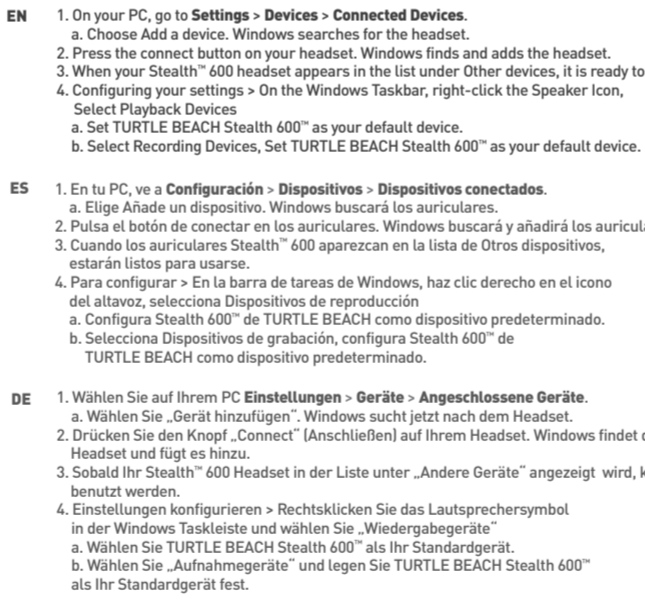 EN 1. On your PC, go to Settings > Devices > Connected Devices.
a. Choose Add a device. Windows searches for the headset.
2. Press the connect button on your headset. Windows finds and adds the headset.
3. When your Stealth™ 600 headset appears in the list under Other devices, it is ready to
4. Configuring your settings > On the Windows Taskbar, right-click the Speaker Icon,
Select Playback Devices
a. Set TURTLE BEACH Stealth 600™ as your default device.
b. Select Recording Devices, Set TURTLE BEACH Stealth 600™ as your default device.
ES 1. En tu PC, ve a Configuración > Dispositivos > Dispositivos conectados.
a. Elige Añade un dispositivo. Windows buscará los auriculares.
2. Pulsa el botón de conectar en los auriculares. Windows buscará y añadirá los
3. Cuando los auriculares Stealth™ 600 aparezcan en la lista de Otros dispositivos,
estarán listos para usarse.
4. Para configurar > En la barra de tareas de Windows, haz clic derecho en el icono
del altavoz, selecciona Dispositivos de reproducción
a. Configura Stealth 600™ de TURTLE BEACH como dispositivo predeterminado.
b. Selecciona Dispositivos de grabación, configura Stealth 600™ de
TURTLE BEACH como dispositivo predeterminado.
DE 1. Wählen Sie auf Ihrem PC Einstellungen > Geräte > Angeschlossene Geräte.
a. Wählen Sie „Gerät hinzufügen“. Windows sucht jetzt nach dem Headset.
2. Drücken Sie den Knopf „Connect“ (Anschließen) auf Ihrem Headset. Windows findet
Headset und fügt es hinzu.
3. Sobald Ihr Stealth™ 600 Headset in der Liste unter „Andere Geräte“ angezeigt wird,
benutzt werden.
4. Einstellungen konfigurieren > Rechtsklicken Sie das Lautsprechersymbol
in der Windows Taskleiste und wählen Sie „Wiedergabegeräte“
a. Wählen Sie TURTLE BEACH Stealth 600™ als Ihr Standardgerät.
b. Wählen Sie „Aufnahmegeräte“ und legen Sie TURTLE BEACH Stealth 600™
als Ihr Standardgerät fest.